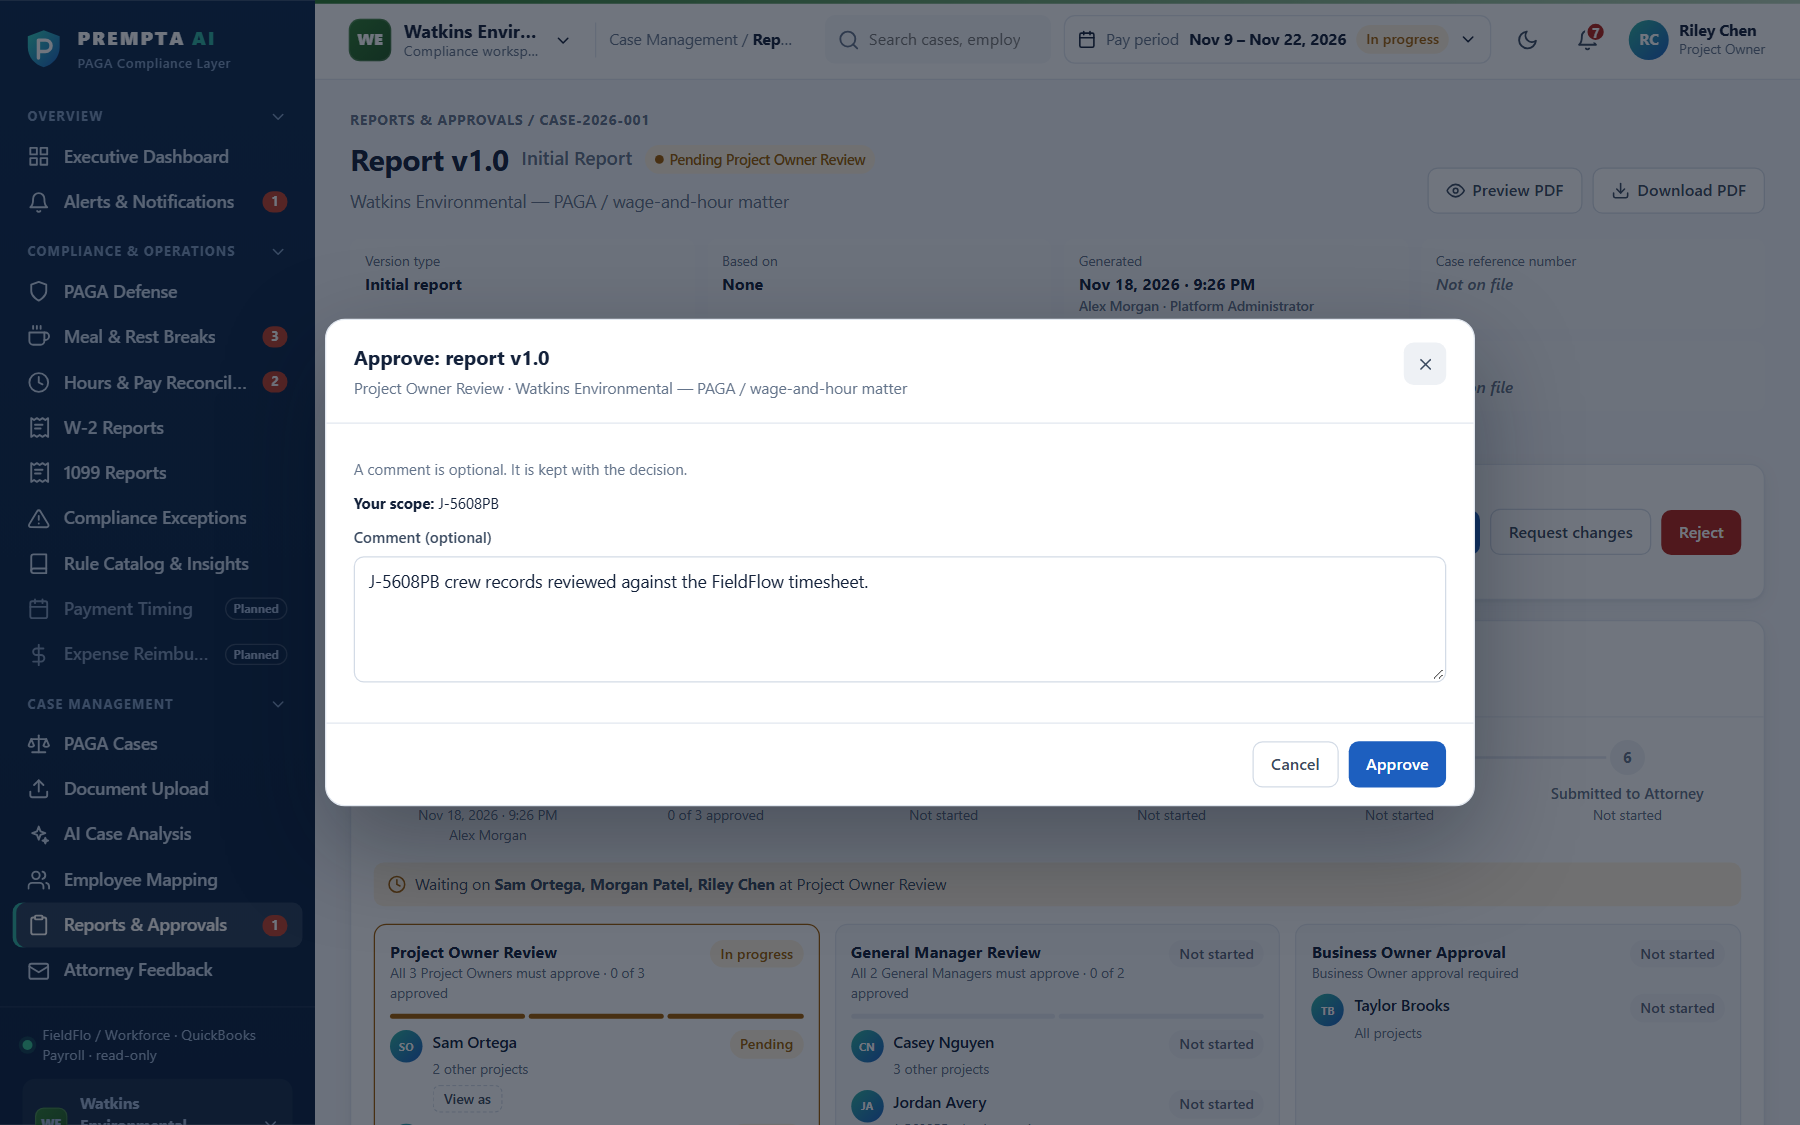 PREMPTA AI
PAGA Compliance Layer
OVERVIEW
Executive Dashboard
Alerts & Notifications 1
COMPLIANCE & OPERATIONS
PAGA Defense
Meal & Rest Breaks 3
Hours & Pay Reconcil... 2
W-2 Reports
1099 Reports
Compliance Exceptions
Rule Catalog & Insights
Payment Timing Planned
Expense Reimbu... Planned
CASE MANAGEMENT
PAGA Cases
Document Upload
AI Case Analysis
Employee Mapping
Reports & Approvals 1
Attorney Feedback
FieldFlo / Workforce · QuickBooks
Payroll · read-only
WE
Watkins
Environmental
WE
Watkins Envir...
Compliance worksp...
Case Management / Rep...
Search cases, employ
Pay period Nov 9 – Nov 22, 2026 In progress
7
RC
Riley Chen
Project Owner
REPORTS & APPROVALS / CASE-2026-001
Report v1.0 Initial Report Pending Project Owner Review
Watkins Environmental — PAGA / wage-and-hour matter
Preview PDF
Download PDF
Version type
Initial report
Based on
None
Generated
Nov 18, 2026 · 9:26 PM
Alex Morgan · Platform Administrator
Case reference number
Not on file
n file
Request changes
Reject
Approve: report v1.0
Project Owner Review · Watkins Environmental — PAGA / wage-and-hour matter
A comment is optional. It is kept with the decision.
Your scope: J-5608PB
Comment (optional)
J-5608PB crew records reviewed against the FieldFlow timesheet.
Cancel
Approve
6
Submitted to Attorney
Not started
Nov 18, 2026 · 9:26 PM
Alex Morgan
0 of 3 approved
Not started
Not started
Not started
Waiting on Sam Ortega, Morgan Patel, Riley Chen at Project Owner Review
Project Owner Review In progress
All 3 Project Owners must approve · 0 of 3
approved
SO
Sam Ortega Pending
2 other projects
View as
General Manager Review Not started
All 2 General Managers must approve · 0 of 2
approved
CN
Casey Nguyen Not started
3 other projects
JA
Jordan Avery Not started
Business Owner Approval Not started
Business Owner approval required
TB
Taylor Brooks Not started
All projects